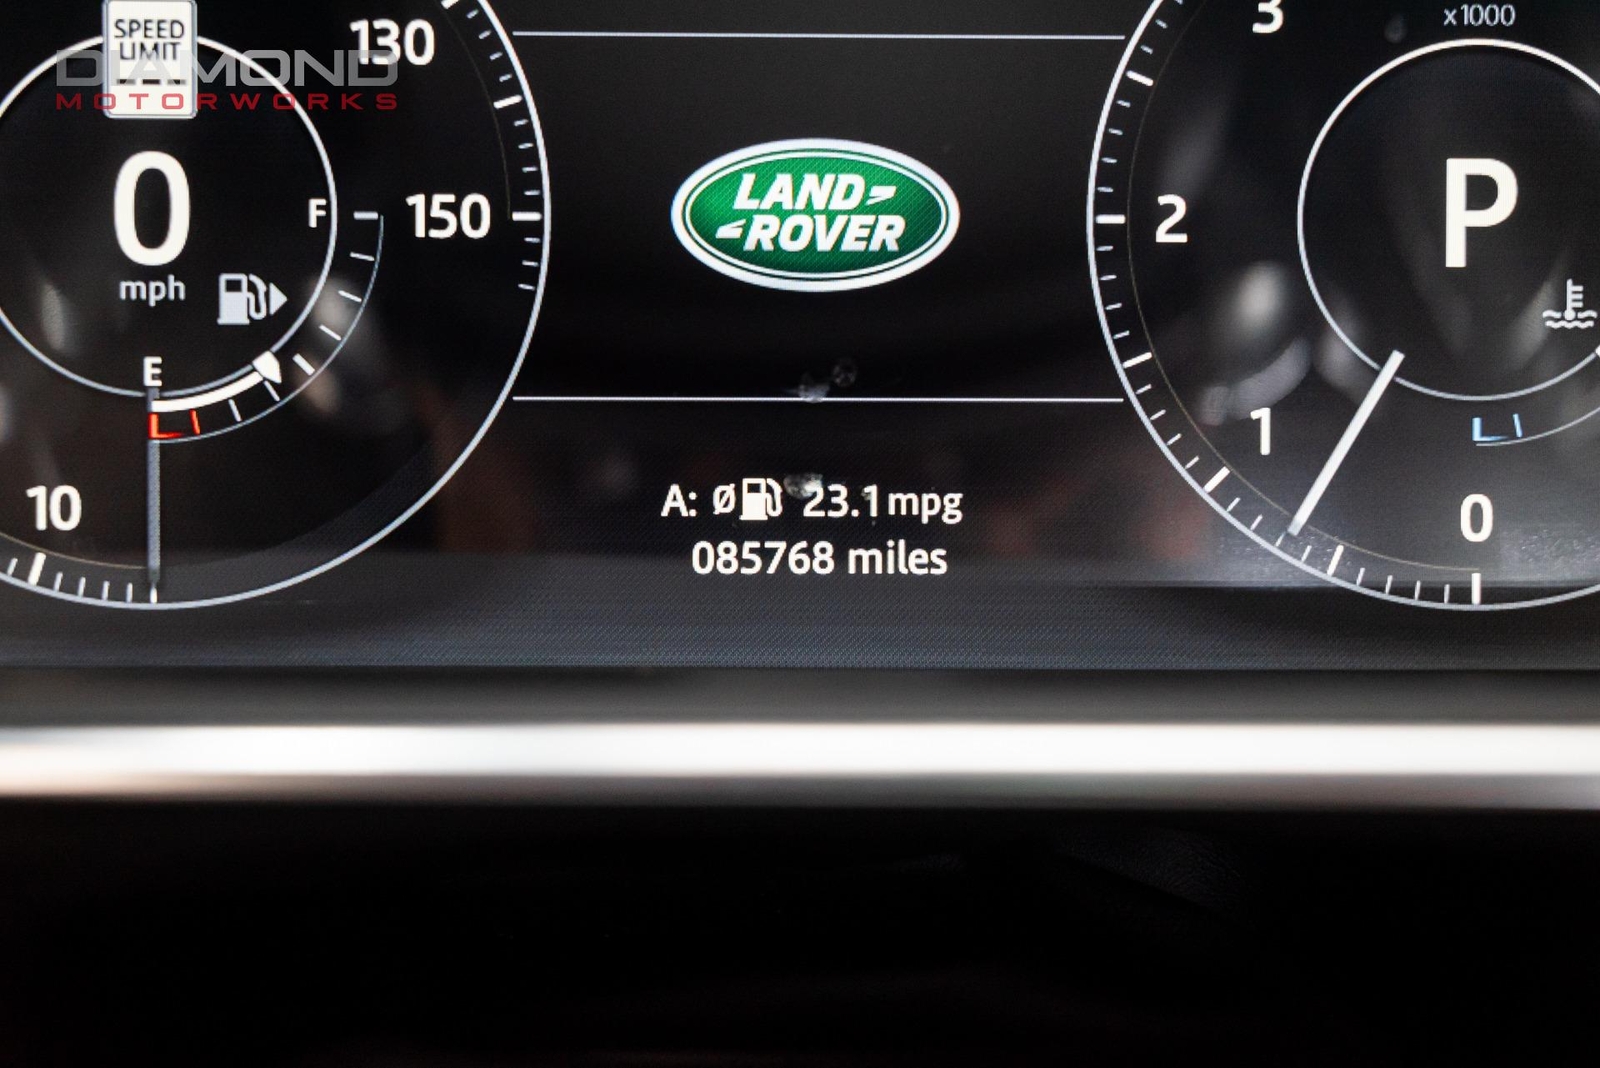 SPEED
LIMIT
DIAMOND
MOTORWORKS
130
150
10
0
mph
F
E
LAND
ROVER
A: Ø 23.1 mpg
085768 miles
x1000
3
2
1
0
P